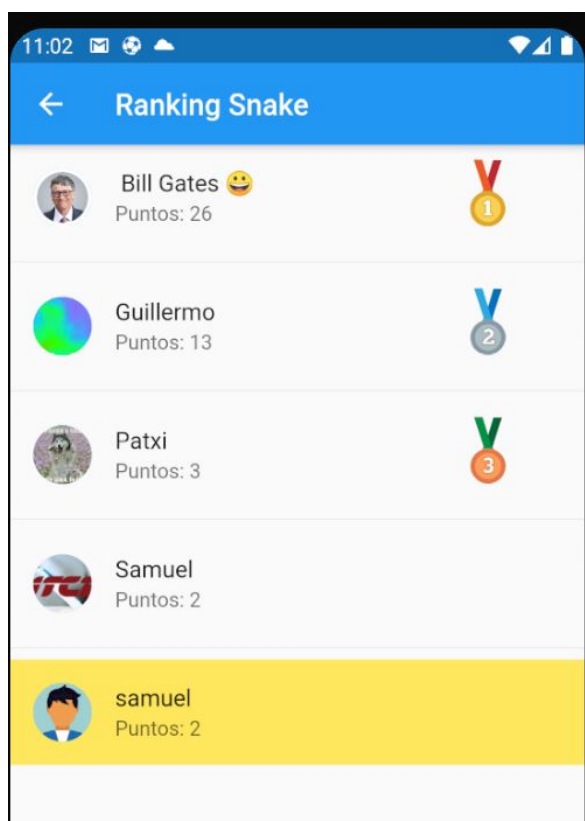 11:02
Ranking Snake
Bill Gates 😀
Puntos: 26
1
Guillermo
Puntos: 13
2
Patxi
Puntos: 3
3
Samuel
Puntos: 2
samuel
Puntos: 2